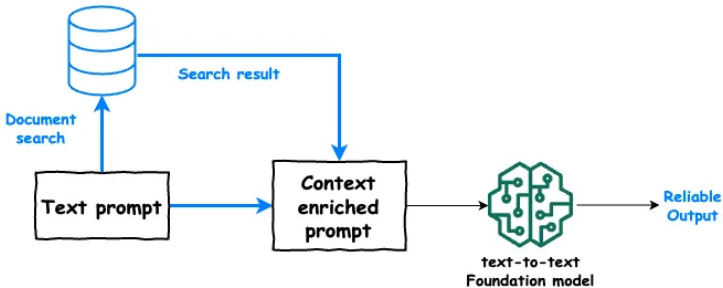 Search result
Document
search
Text prompt
Context
enriched
prompt
Reliable
Output
text-to-text
Foundation model